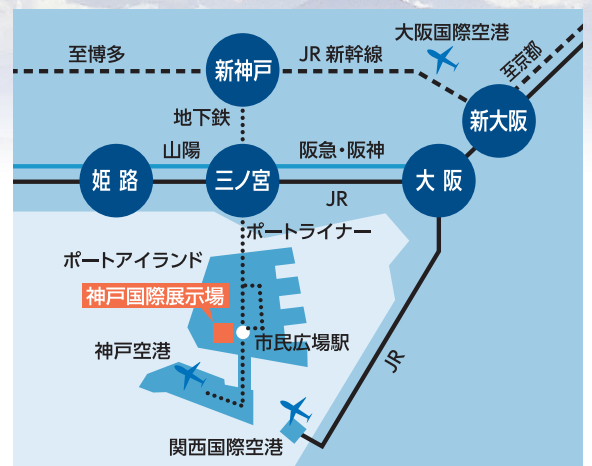 大阪国際空港
至博多
JR 新幹線
至京都
新神戸
新大阪
地下鉄
山陽
阪急・阪神
姫路
三ノ宮
大阪
JR
ポートライナー
ポートアイランド
神戸国際展示場
市民広場駅
神戸空港
JR
関西国際空港